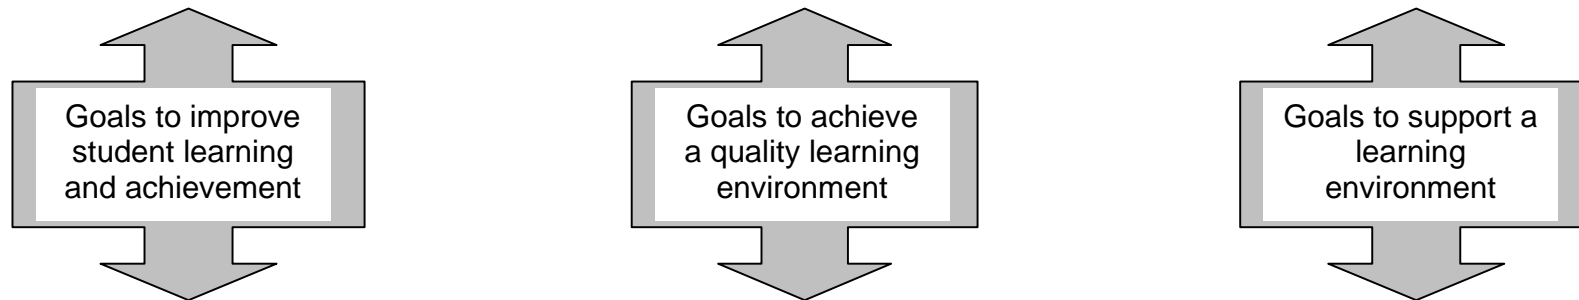 Goals to improve
student learning
and achievement
Goals to achieve
a quality learning
environment
Goals to support a
learning
environment